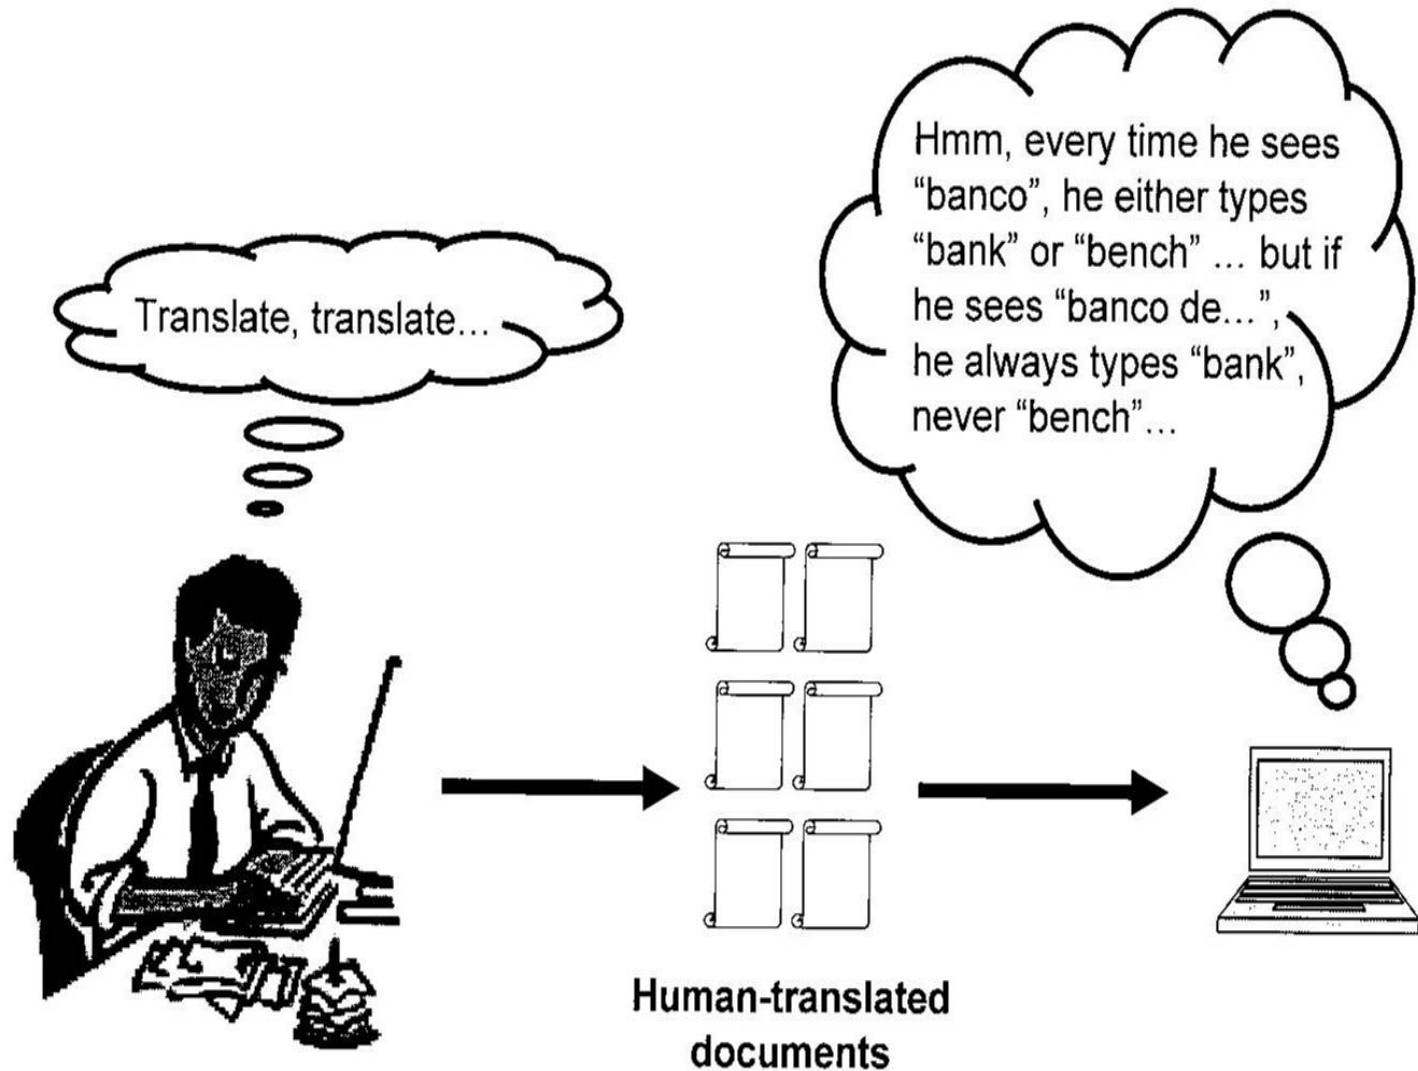 Translate, translate...
Hmm, every time he sees
“banco”, he either types
“bank” or “bench” ... but if
he sees “banco de...”,
he always types “bank”,
never “bench”...
Human-translated
documents